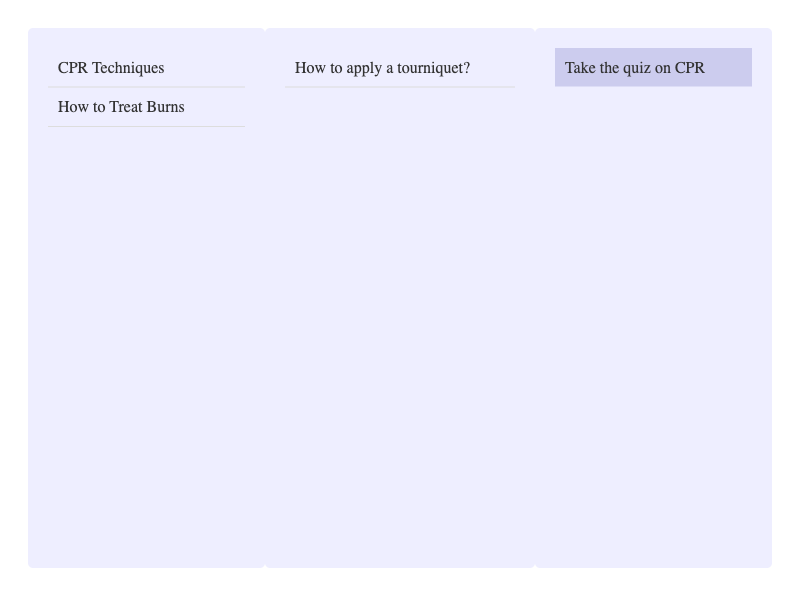 CPR Techniques
How to Treat Burns
How to apply a tourniquet?
Take the quiz on CPR